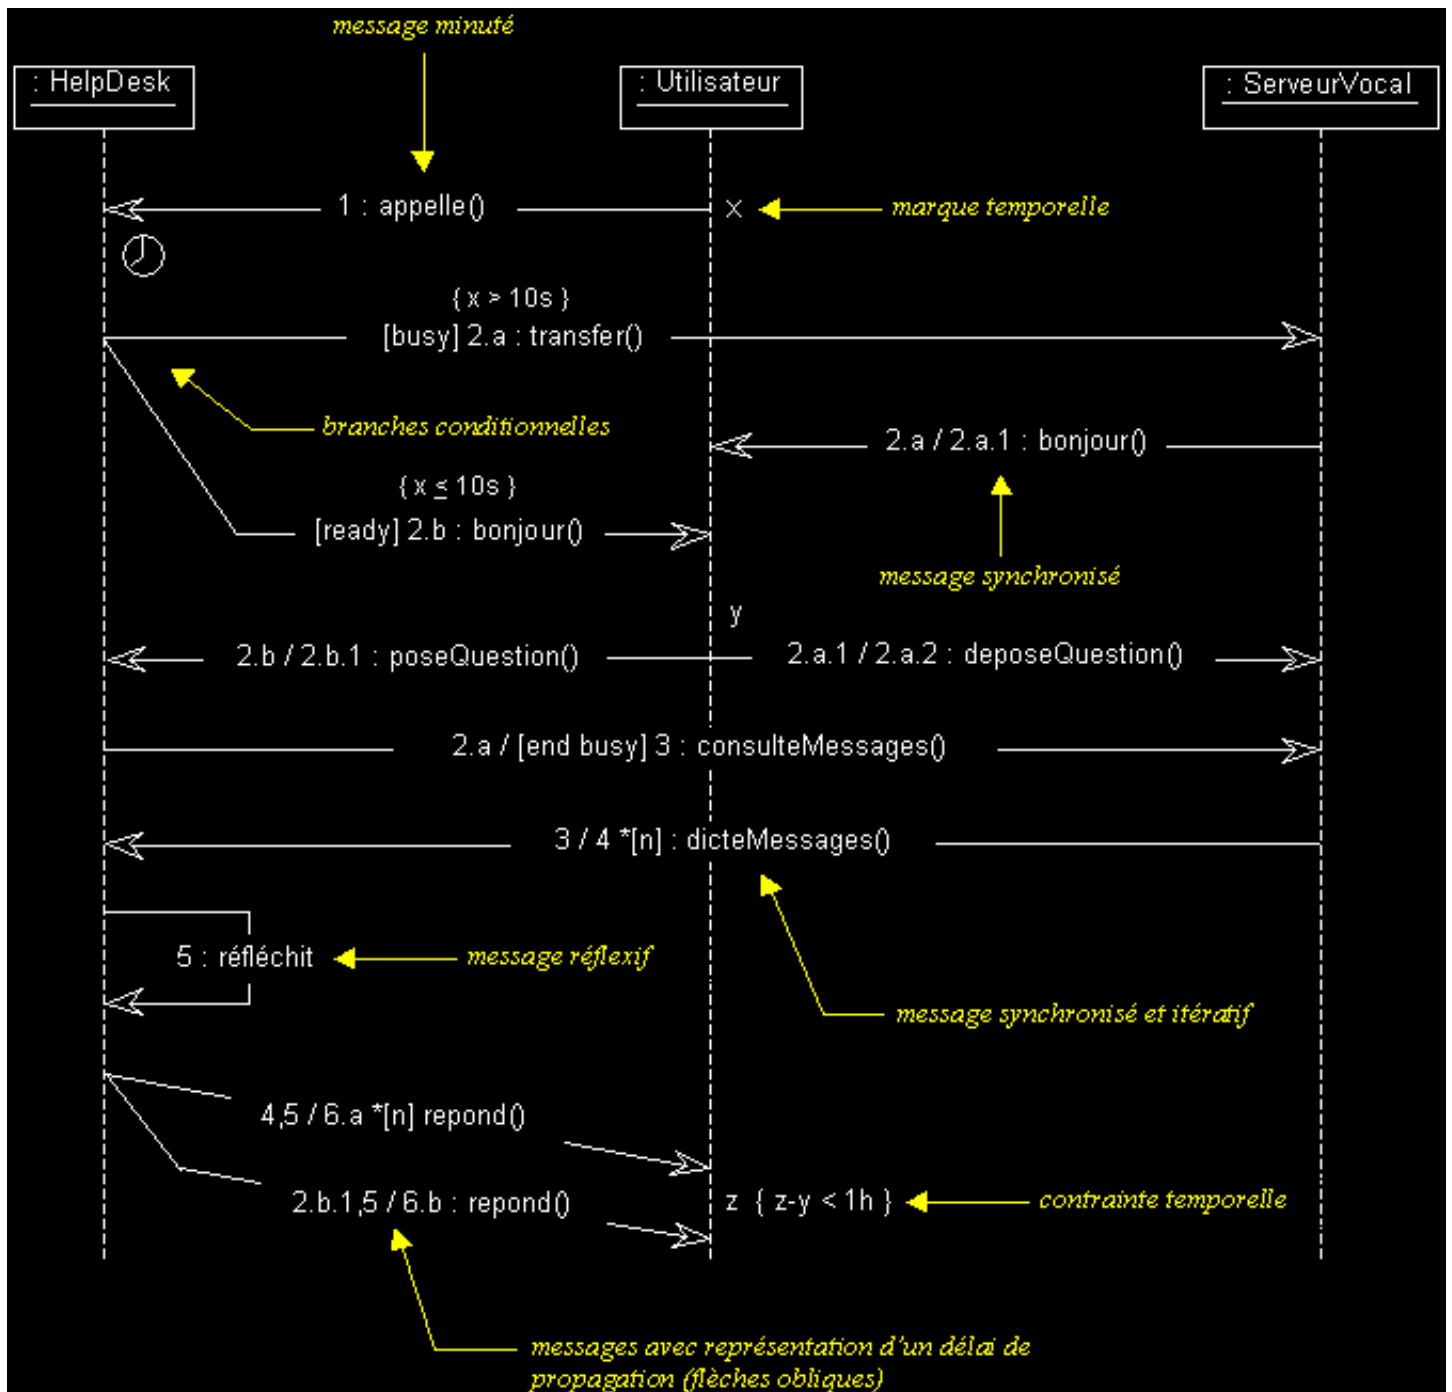 message minuté
: HelpDesk
: Utilisateur
: ServeurVocal
1 : appelle()
x
marque temporelle
{ x > 10s }
[busy] 2.a : transfer()
branches conditionnelles
2.a / 2.a.1 : bonjour()
{ x ≤ 10s }
[ready] 2.b : bonjour()
message synchronisé
y
2.b / 2.b.1 : poseQuestion()
2.a.1 / 2.a.2 : deposeQuestion()
2.a / [end busy] 3 : consulteMessages()
3 / 4 *[n] : dicteMessages()
5 : réfléchit
message réflexif
message synchronisé et itératif
4,5 / 6.a *[n] repond()
2.b.1,5 / 6.b : repond()
z { z-y < 1h }
contrainte temporelle
messages avec représentation d'un délai de
propagation (flèches obliques)